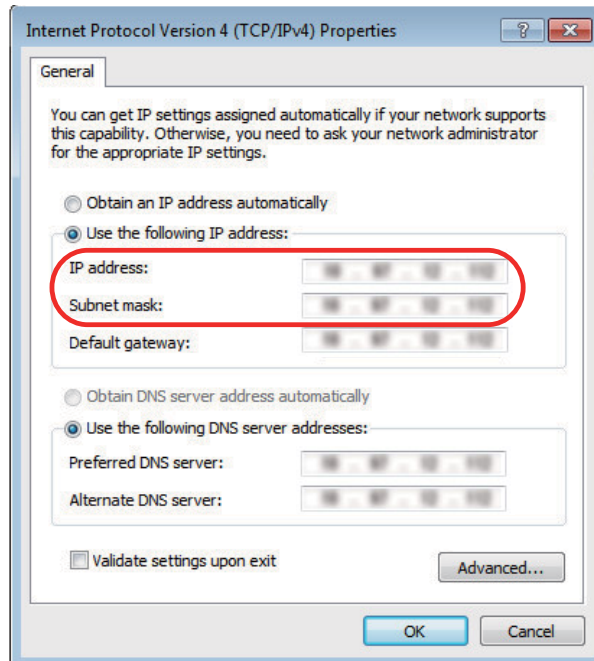 Internet Protocol Version 4 (TCP/IPv4) Properties
General
You can get IP settings assigned automatically if your network supports
this capability. Otherwise, you need to ask your network administrator
for the appropriate IP settings.
Obtain an IP address automatically
Use the following IP address:
IP address:
Subnet mask:
Default gateway:
Obtain DNS server address automatically
Use the following DNS server addresses:
Preferred DNS server:
Alternate DNS server:
Validate settings upon exit
Advanced...
OK
Cancel